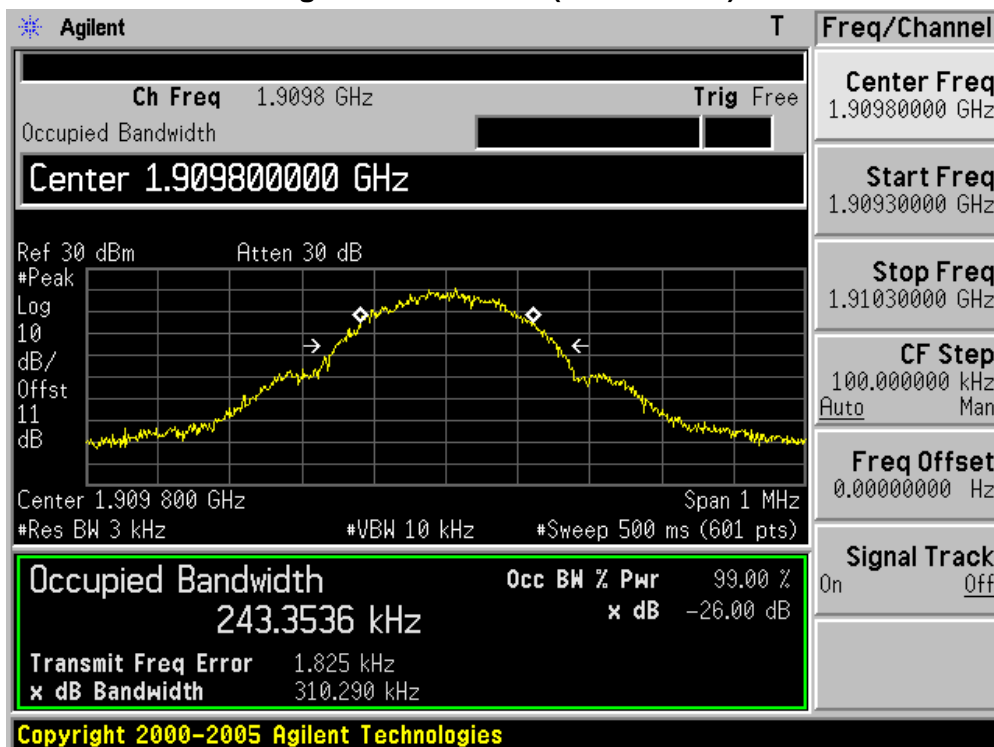 Agilent T Freq/Channel
Ch Freq 1.9098 GHz Trig Free
Occupied Bandwidth
Center 1.909800000 GHz
Ref 30 dBm Atten 30 dB
#Peak
Log
10
dB/
Offst
11
dB
Center 1.909 800 GHz Span 1 MHz
#Res BW 3 kHz #VBW 10 kHz #Sweep 500 ms (601 pts)
Occupied Bandwidth Occ BW % Pwr 99.00 %
243.3536 kHz x dB -26.00 dB
Transmit Freq Error 1.825 kHz
x dB Bandwidth 310.290 kHz
Copyright 2000-2005 Agilent Technologies
Center Freq
1.90980000 GHz
Start Freq
1.90930000 GHz
Stop Freq
1.91030000 GHz
CF Step
100.000000 kHz
Auto Man
Freq Offset
0.00000000 Hz
Signal Track
On Off